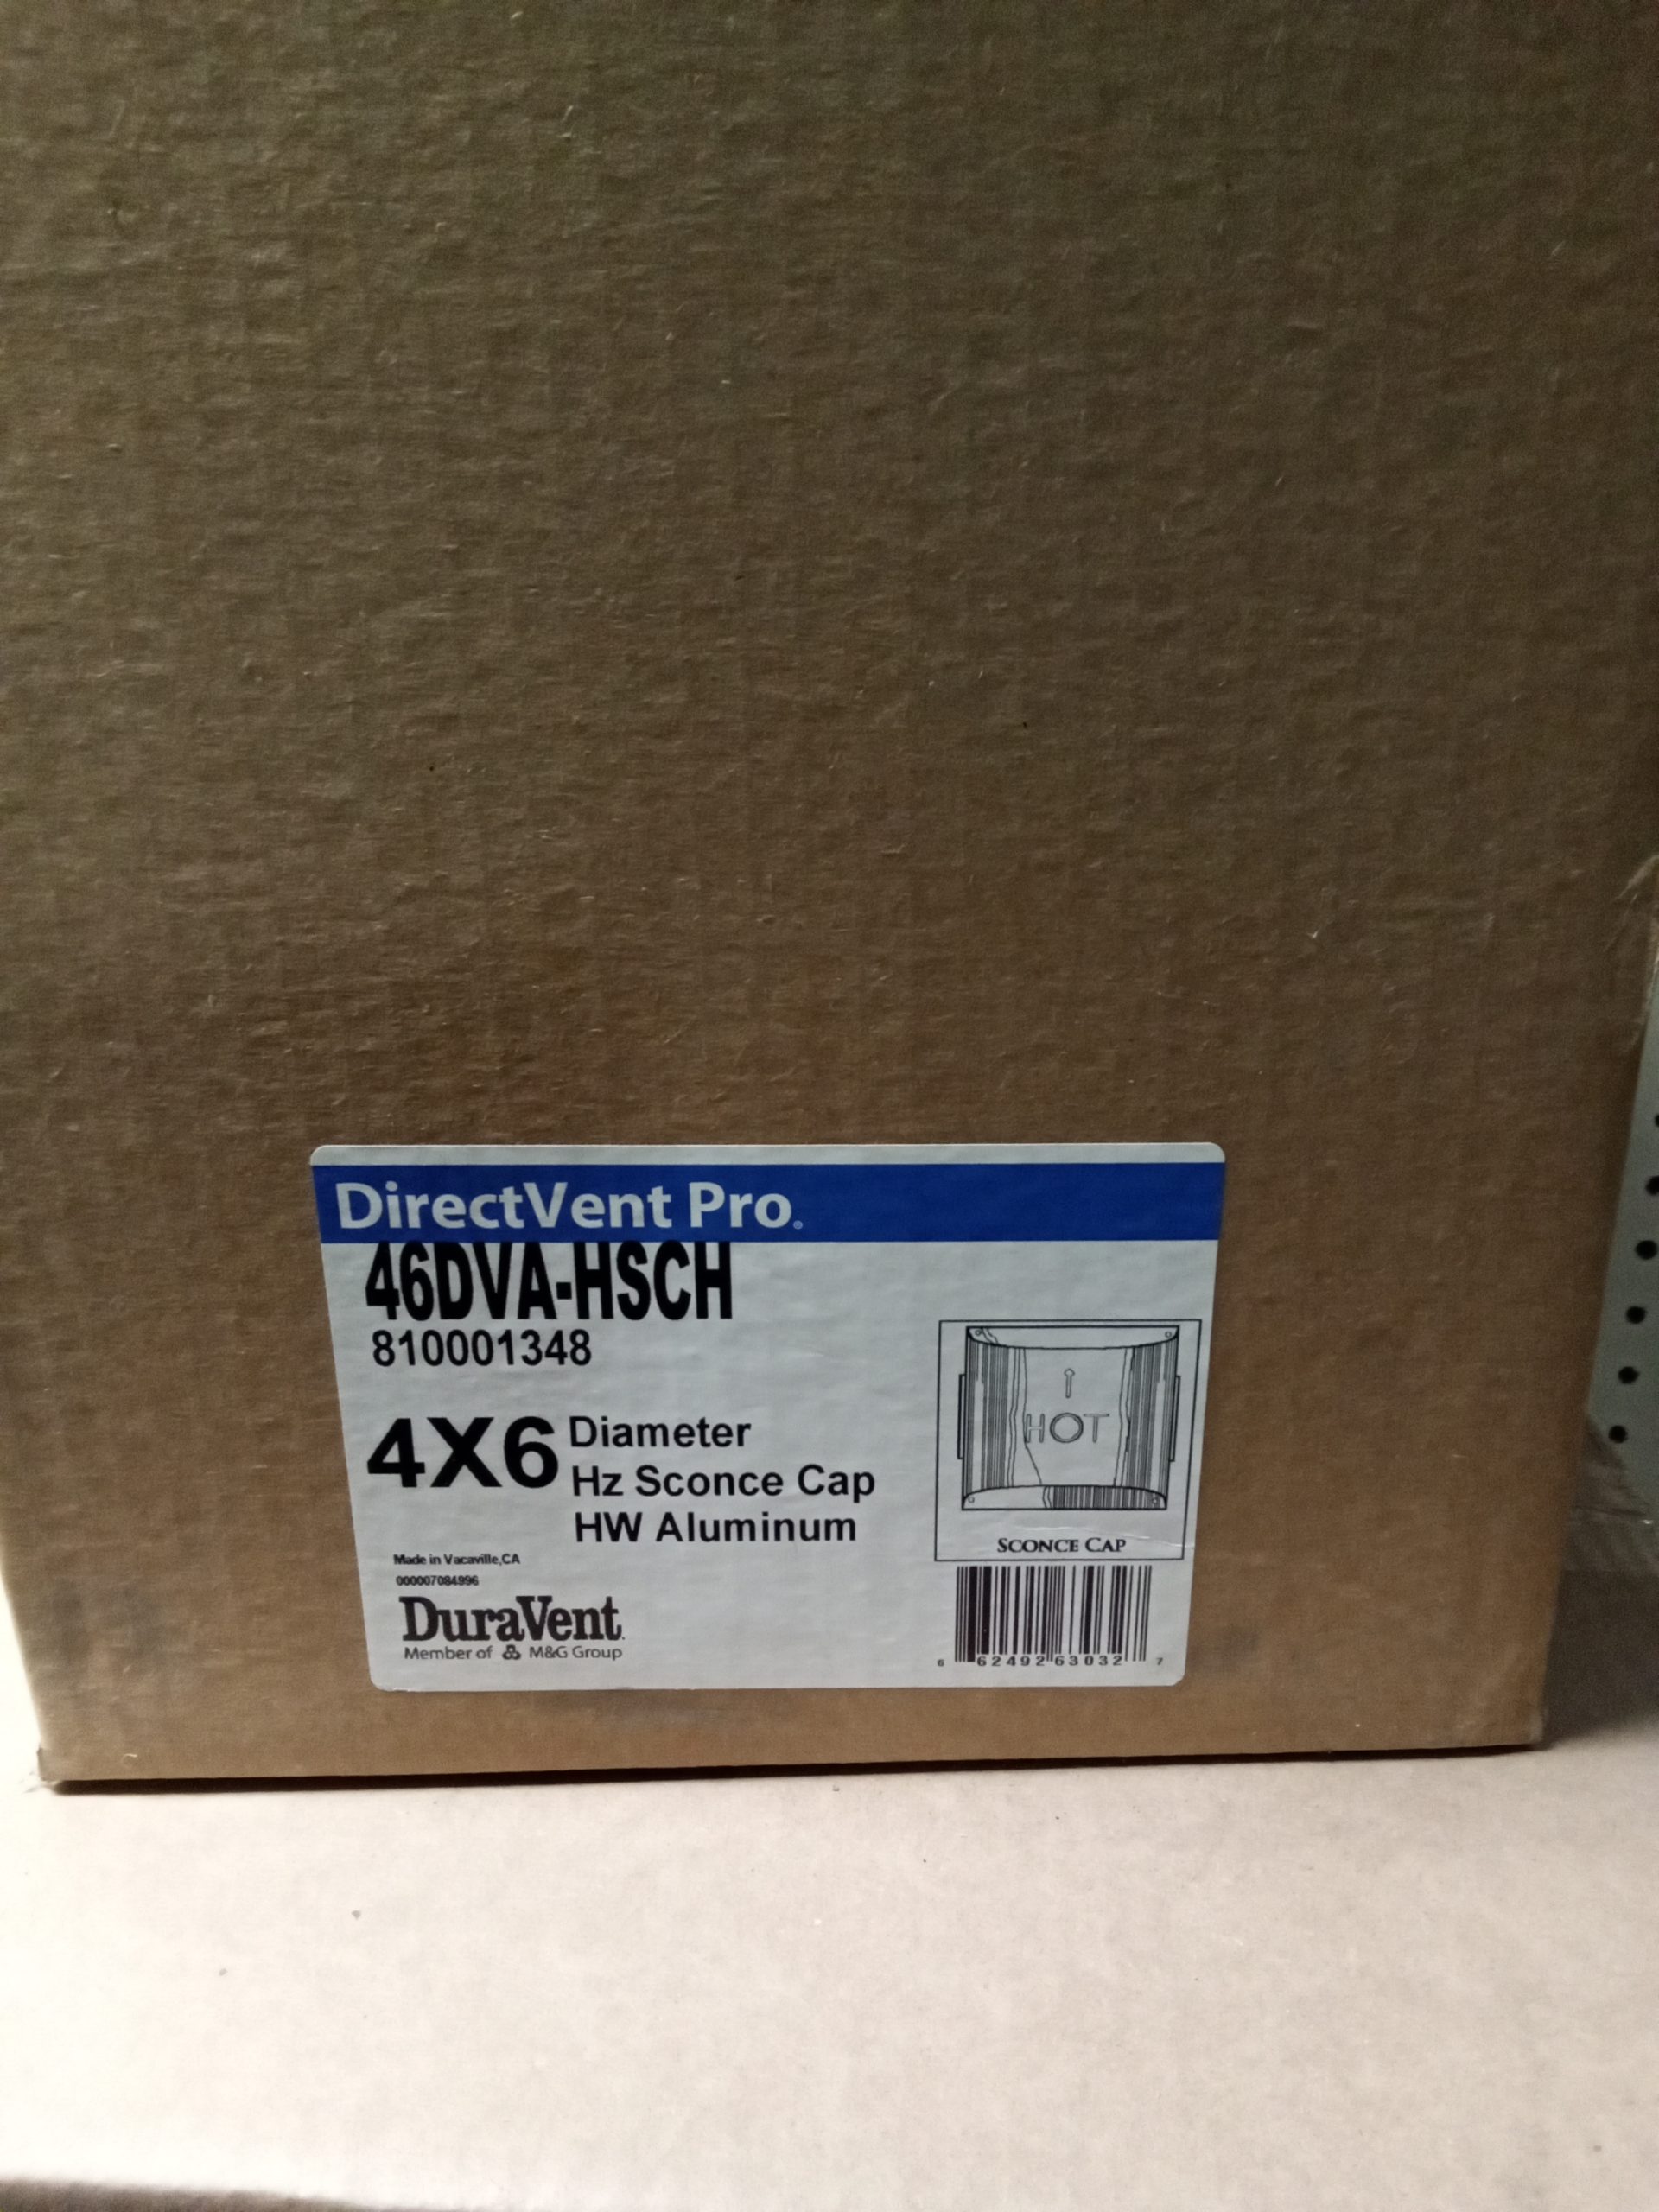 DirectVent Pro®
46DVA-HSCH
810001348
4X6 Diameter
Hz Sconce Cap
HW Aluminum
HOT
SCONCE CAP
Made in Vacaville,CA
000007084996
DuraVent
Member of M&G Group
6 62492 63032 7